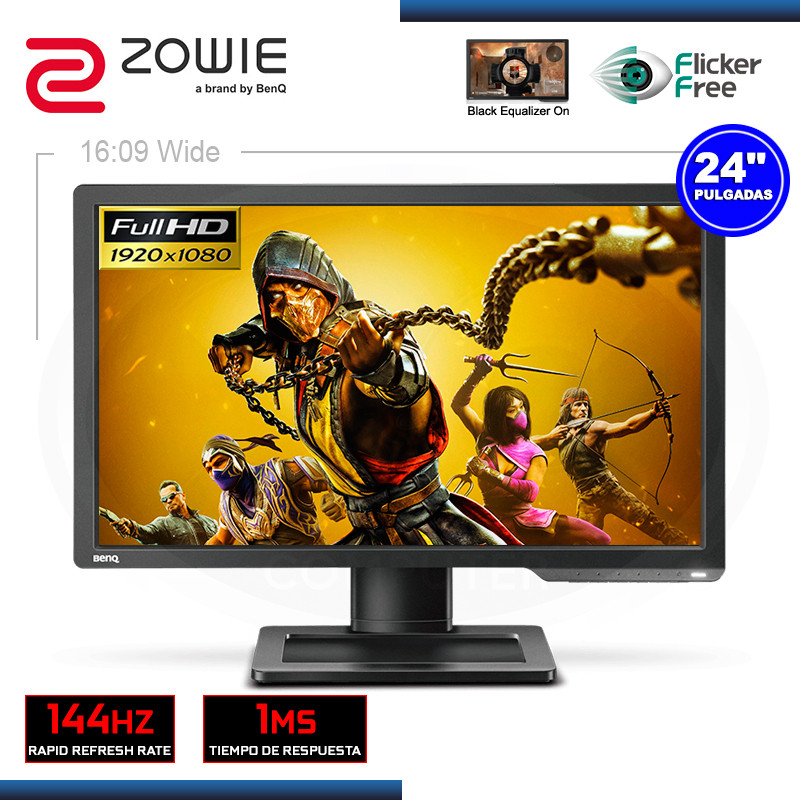 ZOWIE
a brand by BenQ
Black Equalizer On
Flicker
Free
16:09 Wide
24"
PULGADAS
Full HD
1920x1080
BenQ
144HZ
RAPID REFRESH RATE
1MS
TIEMPO DE RESPUESTA